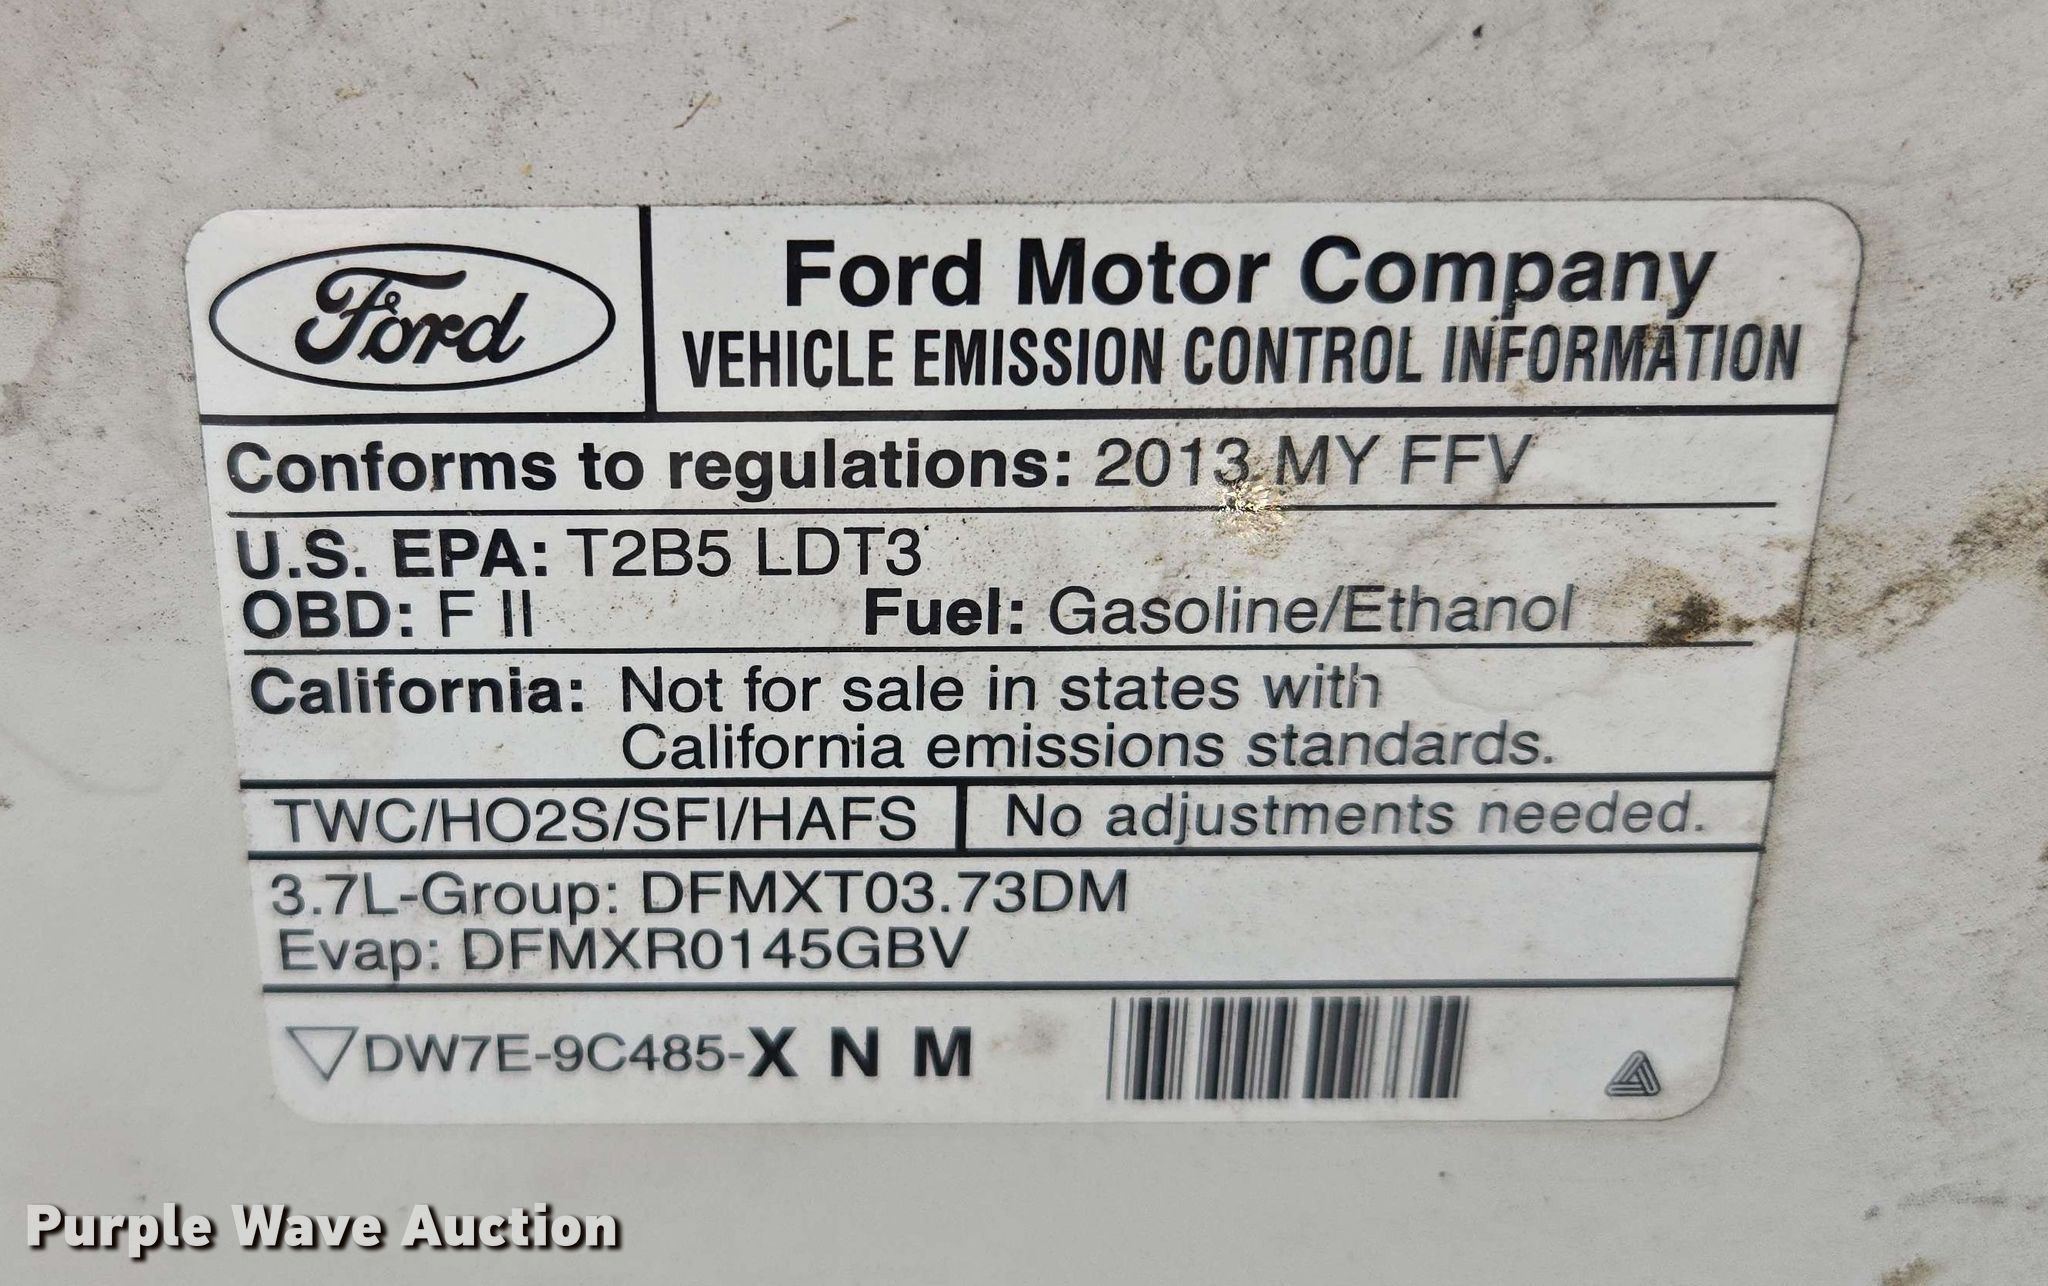 Ford
Ford Motor Company
VEHICLE EMISSION CONTROL INFORMATION
Conforms to regulations: 2013 MY FFV
U.S. EPA: T2B5 LDT3
OBD: F II Fuel: Gasoline/Ethanol
California: Not for sale in states with
California emissions standards.
TWC/HO2S/SFI/HAFS
No adjustments needed.
3.7L-Group: DFMXT03.73DM
Evap: DFMXR0145GBV
DW7E-9C485-X N M
Purple Wave Auction